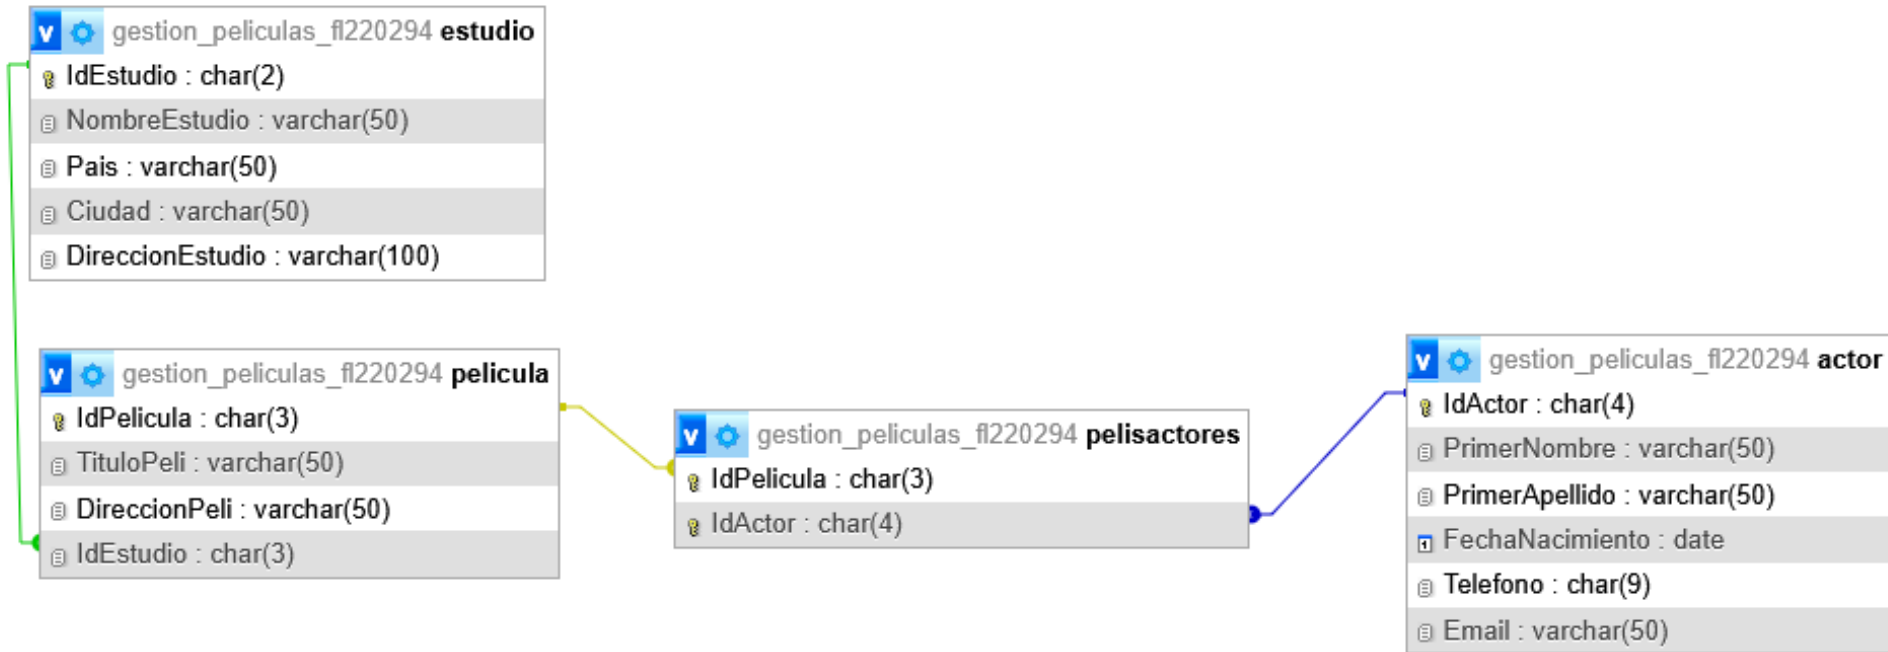 v gestion_peliculas_fl220294 estudio
IdEstudio : char(2)
NombreEstudio : varchar(50)
Pais : varchar(50)
Ciudad : varchar(50)
DireccionEstudio : varchar(100)
v gestion_peliculas_fl220294 pelicula
IdPelicula : char(3)
TituloPeli : varchar(50)
DireccionPeli : varchar(50)
IdEstudio : char(3)
v gestion_peliculas_fl220294 pelisactores
IdPelicula : char(3)
IdActor : char(4)
v gestion_peliculas_fl220294 actor
IdActor : char(4)
PrimerNombre : varchar(50)
PrimerApellido : varchar(50)
FechaNacimiento : date
Telefono : char(9)
Email : varchar(50)